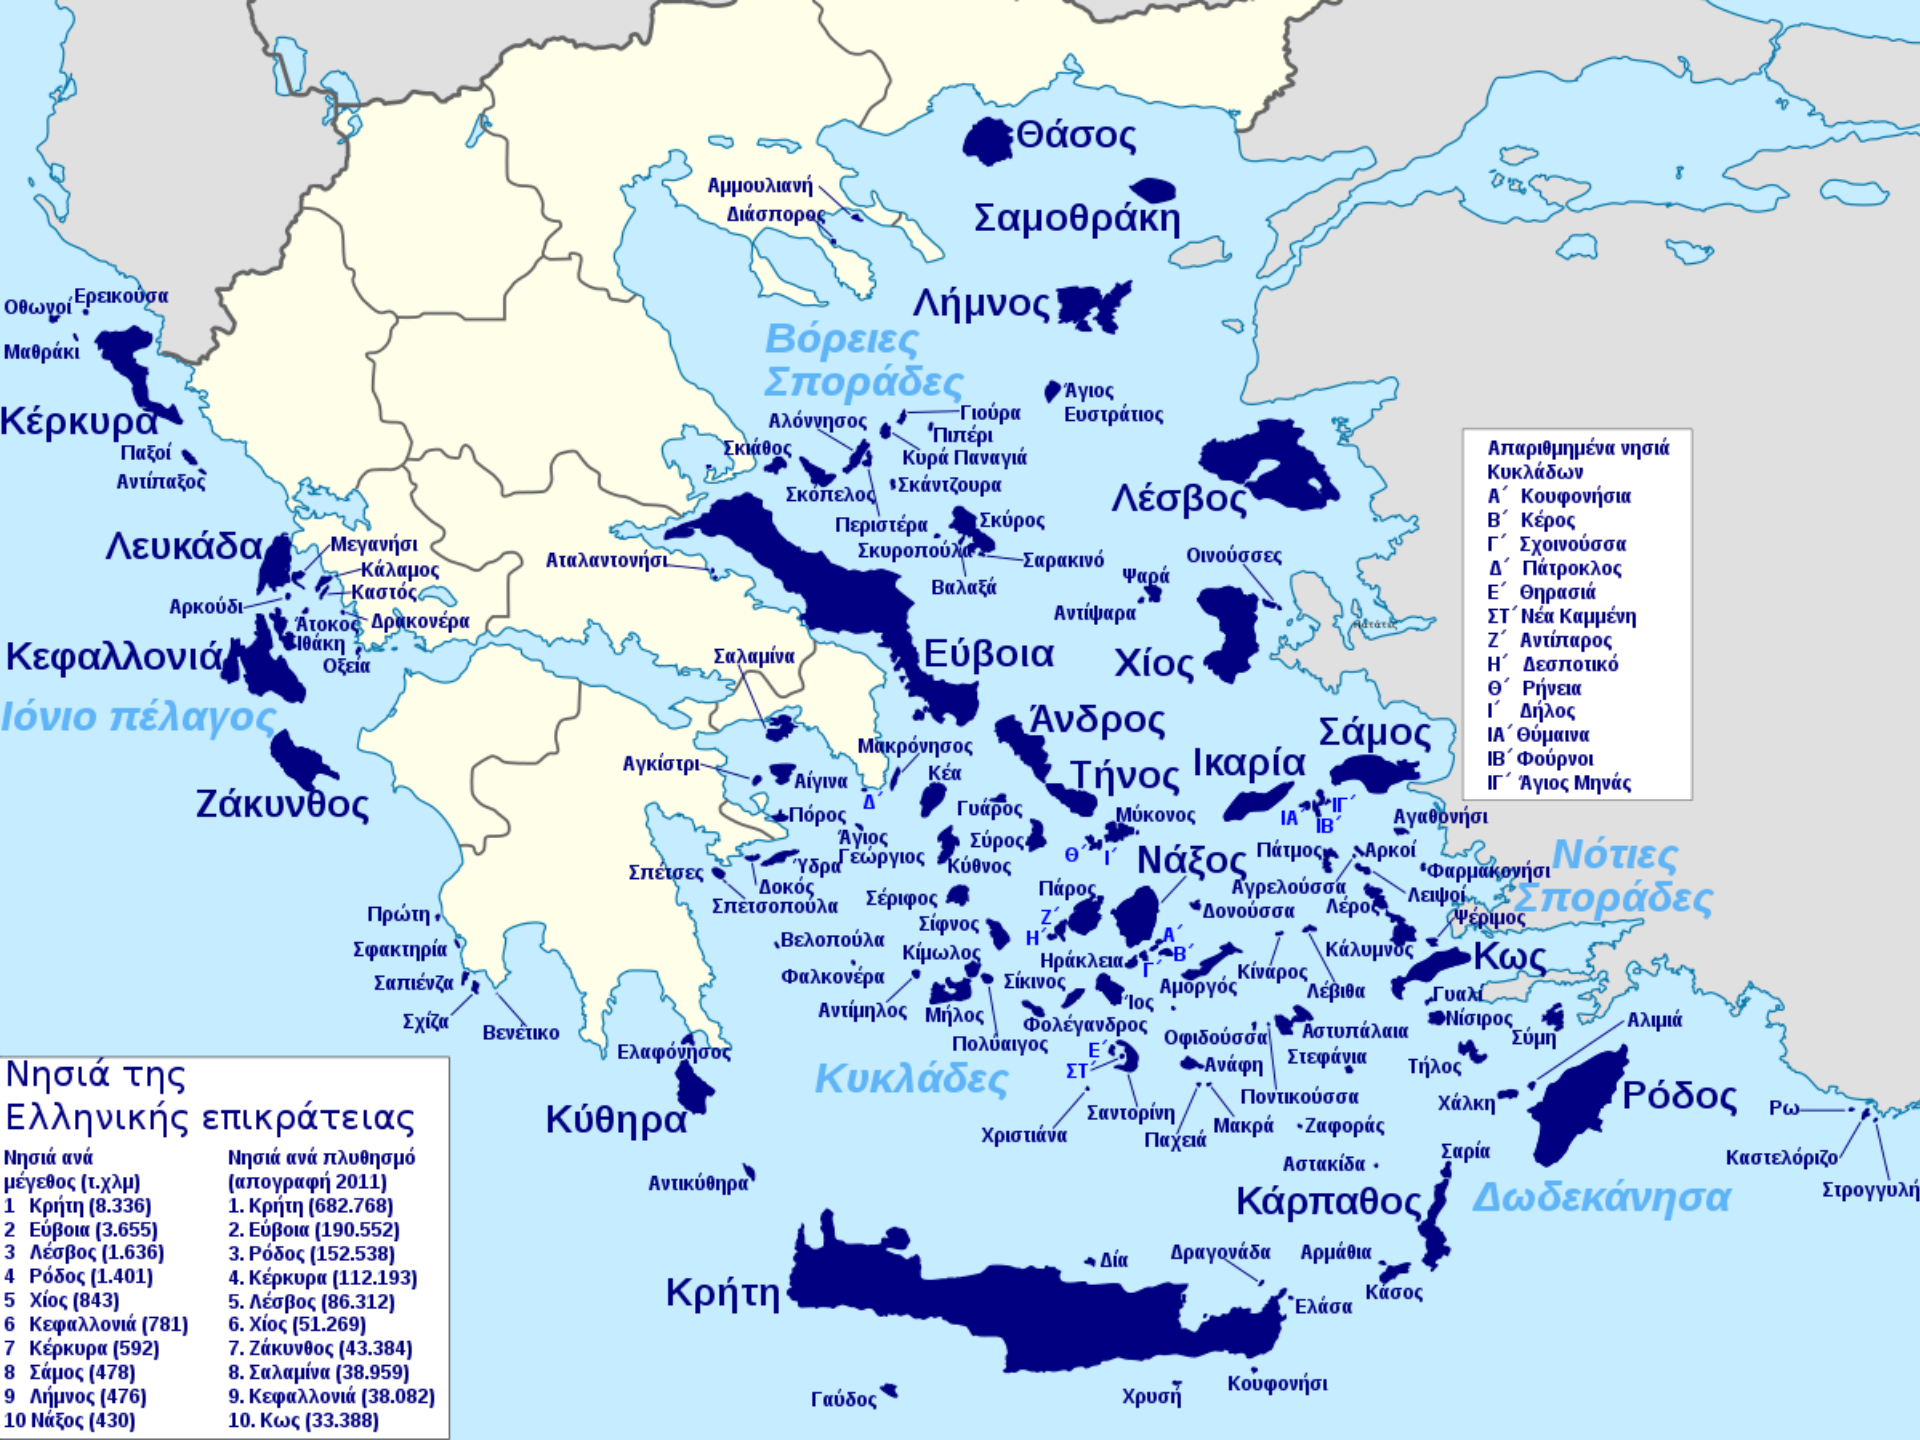 Θάσος
Αμμουλιανή
Διάσπορος
Σαμοθράκη
Λήμνος
Οθωνοί
Ερεικούσα
Μαθράκι
Κέρκυρα
Παξοί
Αντίπαξος
Βόρειες
Σποράδες
Άγιος
Ευστράτιος
Αλόννησος
Γιούρα
Πιπέρι
Σκιάθος
Κυρά Παναγιά
Σκόπελος
Σκάντζουρα
Περιστέρα
Σκύρος
Σκυροπούλα
Σαρακινό
Βαλαξά
Λέσβος
Οινούσσες
Ψαρά
Αντίψαρα
Χίος
Λευκάδα
Μεγανήσι
Κάλαμος
Καστός
Αρκούδι
Δρακονέρα
Άτοκος
Ιθάκη
Οξεία
Κεφαλλονιά
Ιόνιο πέλαγος
Ζάκυνθος
Αταλαντονήσι
Εύβοια
Σαλαμίνα
Αγκίστρι
Αίγινα
Πόρος
Μακρόνησος
Δ΄
Κέα
Άγιος
Γεώργιος
Κύθνος
Γυάρος
Σύρος
Άνδρος
Τήνος
Μύκονος
Θ΄
Ι΄
Ικαρία
Σάμος
ΙΑ΄
ΙΒ΄
ΙΓ΄
Αγαθονήσι
Νάξος
Πάτμος
Αρκοί
Φαρμακονήσι
Αγρελούσσα
Λειψοί
Λέρος
Ψέριμος
Νότιες
Σποράδες
Σπέτσες
Ύδρα
Δοκός
Σπετσοπούλα
Σέριφος
Σίφνος
Πάρος
Ζ΄
Η΄
Δονούσσα
Α΄
Β΄
Γ΄
Ηράκλεια
Κίναρος
Λέβιθα
Κάλυμνος
Κως
Πρώτη
Σφακτηρία
Σαπιέντζα
Σχίζα
Βενέτικο
Βελοπούλα
Φαλκονέρα
Κίμωλος
Αντίμηλος
Μήλος
Πολύαιγος
Σίκινος
Φολέγανδρος
Ίος
Αμοργός
Γυαλί
Νίσυρος
Σύμη
Αλιμιά
Οφιδούσσα
Αστυπάλαια
Στεφάνια
Τήλος
Ελαφόνησος
Κύθηρα
Κυκλάδες
Ε΄
ΣΤ΄
Ανάφη
Ποντικούσσα
Σαντορίνη
Χριστιάνα
Παχειά
Μακρά
Ζαφοράς
Χάλκη
Ρόδος
Ρω
Καστελόριζο
Στρογγυλή
Αντικύθηρα
Αστακίδα
Σαρία
Κάρπαθος
Δωδεκάνησα
Κρήτη
Δία
Δραγονάδα
Αρμάθια
Κάσος
Ελάσα
Γαύδος
Χρυσή
Κουφονήσι
Απαριθμημένα νησιά
Κυκλάδων
Α΄ Κουφονήσια
Β΄ Κέρος
Γ΄ Σχοινούσσα
Δ΄ Πάτροκλος
Ε΄ Θηρασιά
ΣΤ΄ Νέα Καμμένη
Ζ΄ Αντίπαρος
Η΄ Δεσποτικό
Θ΄ Ρήνεια
Ι΄ Δήλος
ΙΑ΄ Θύμαινα
ΙΒ΄ Φούρνοι
ΙΓ΄ Άγιος Μηνάς
Νησιά της
Ελληνικής επικράτειας
Νησιά ανά
μέγεθος (τ.χλμ)
1 Κρήτη (8.336)
2 Εύβοια (3.655)
3 Λέσβος (1.636)
4 Ρόδος (1.401)
5 Χίος (843)
6 Κεφαλλονιά (781)
7 Κέρκυρα (592)
8 Σάμος (478)
9 Λήμνος (476)
10 Νάξος (430)
Νησιά ανά πλυθησμό
(απογραφή 2011)
1. Κρήτη (682.768)
2. Εύβοια (190.552)
3. Ρόδος (152.538)
4. Κέρκυρα (112.193)
5. Λέσβος (86.312)
6. Χίος (51.269)
7. Ζάκυνθος (43.384)
8. Σαλαμίνα (38.959)
9. Κεφαλλονιά (38.082)
10. Κως (33.388)